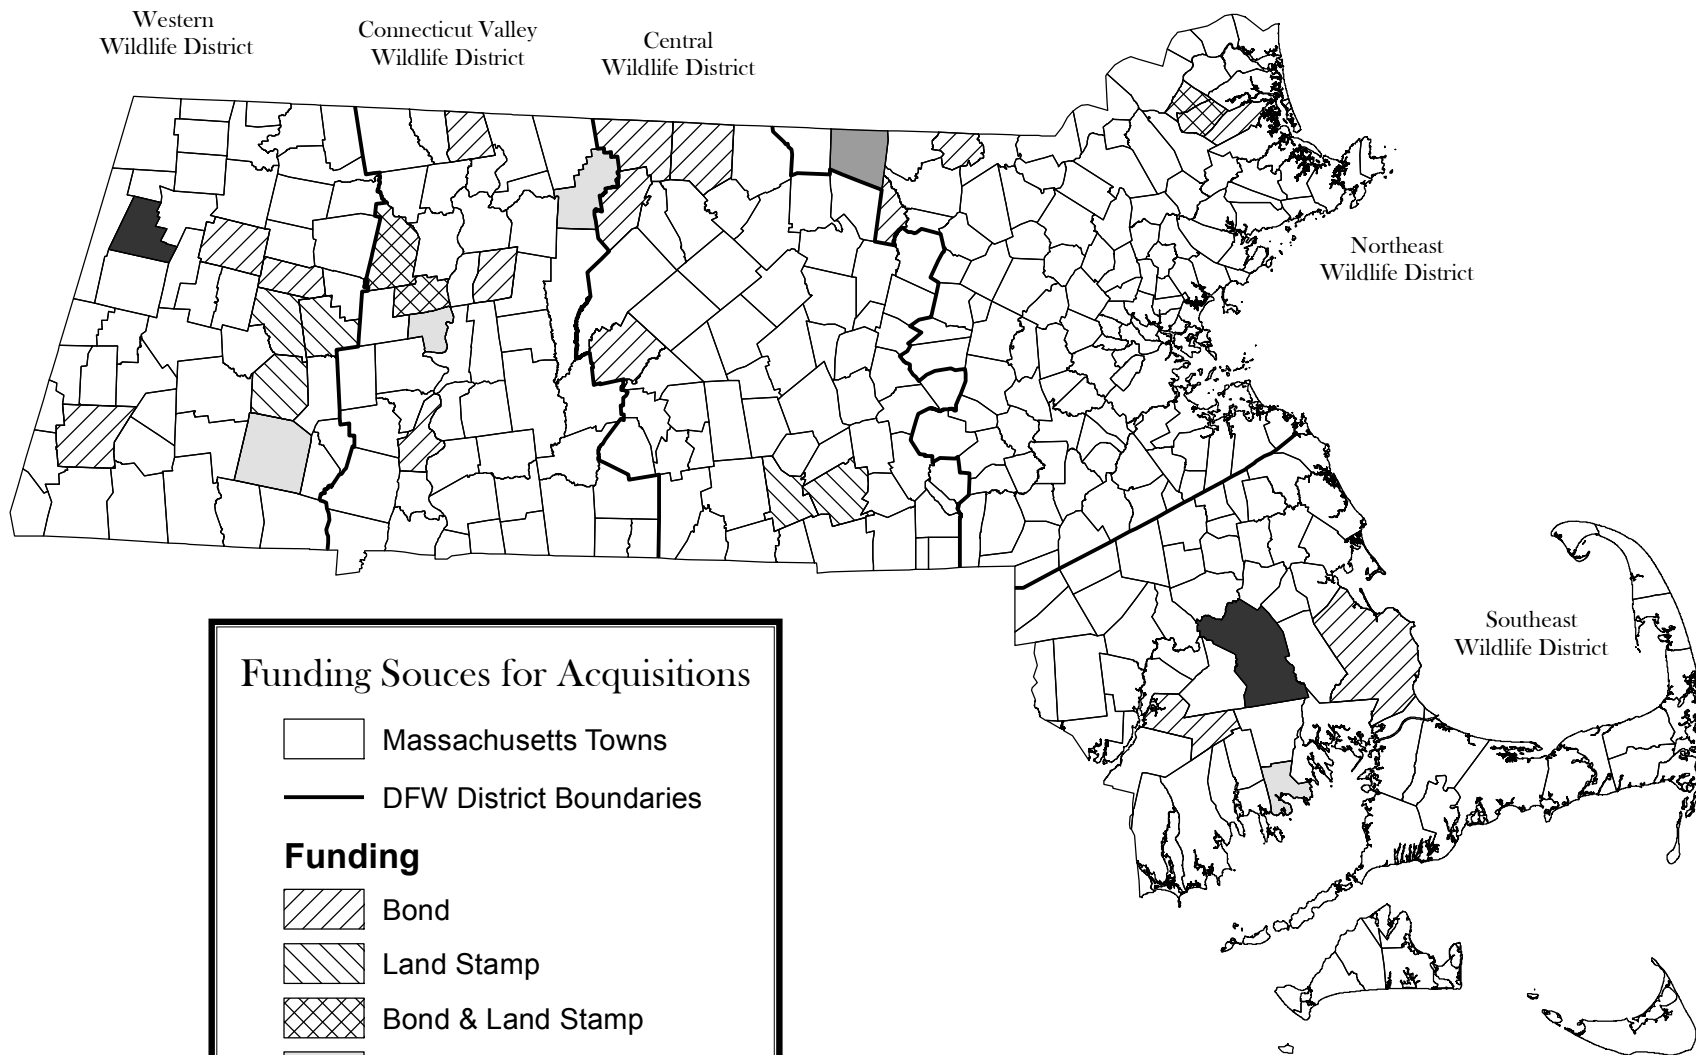 Western
Wildlife District
Connecticut Valley
Wildlife District
Central
Wildlife District
Northeast
Wildlife District
Southeast
Wildlife District
Funding Souces for Acquisitions
Massachusetts Towns
DFW District Boundaries
Funding
Bond
Land Stamp
Bond & Land Stamp